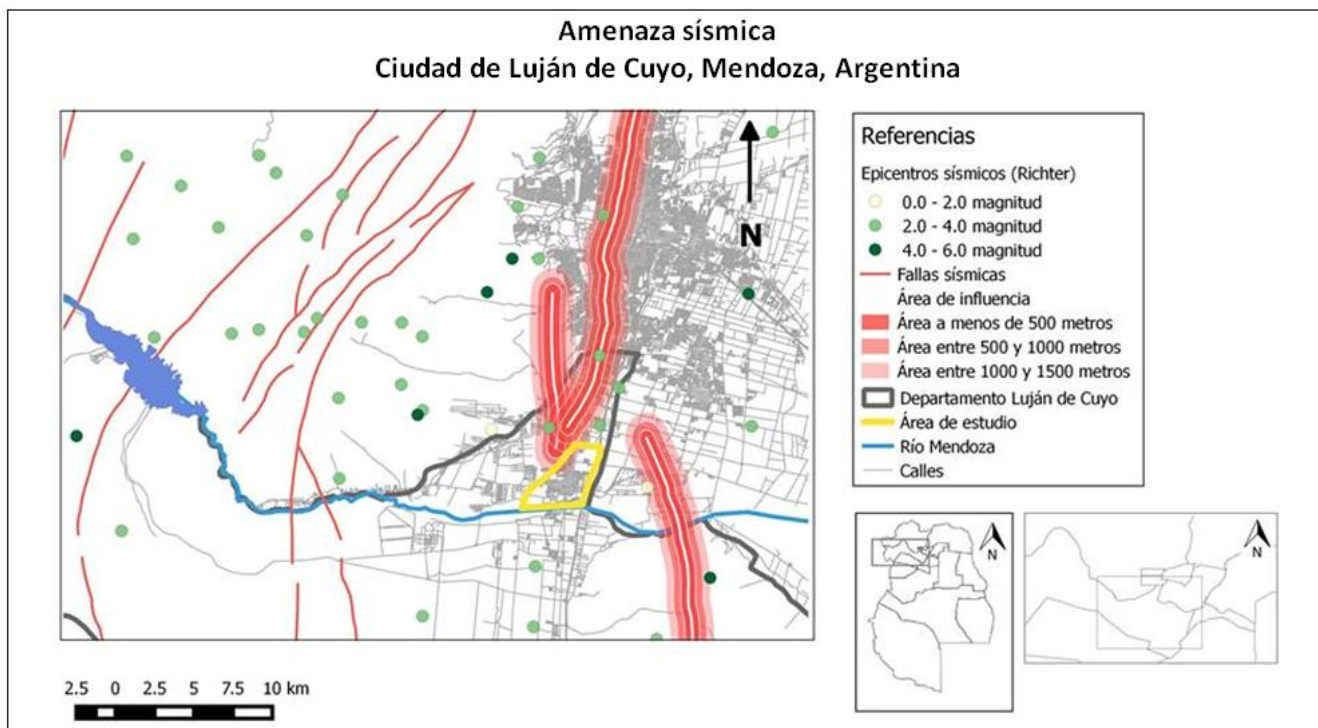 Amenaza sísmica
Ciudad de Luján de Cuyo, Mendoza, Argentina
N
Referencias
Epicentros sísmicos (Richter)
0.0 - 2.0 magnitud
2.0 - 4.0 magnitud
4.0 - 6.0 magnitud
Fallas sísmicas
Área de influencia
Área a menos de 500 metros
Área entre 500 y 1000 metros
Área entre 1000 y 1500 metros
Departamento Luján de Cuyo
Área de estudio
Río Mendoza
Calles
N
N
2.5 0 2.5 5 7.5 10 km